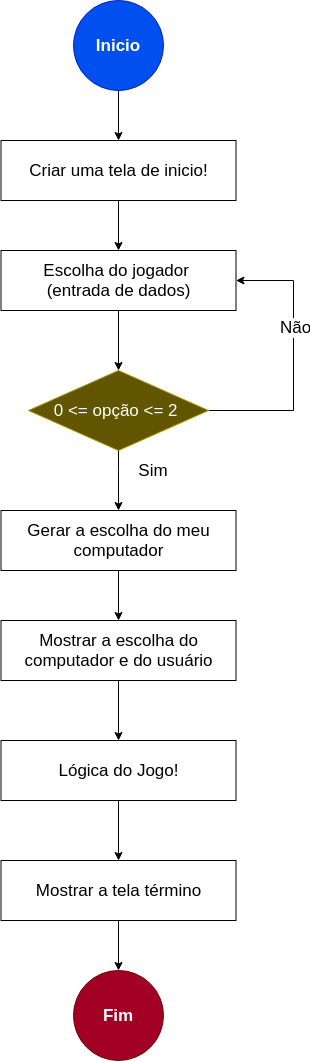 Inicio
Criar uma tela de inicio!
Escolha do jogador
(entrada de dados)
Não
0 <= opção <= 2
Sim
Gerar a escolha do meu
computador
Mostrar a escolha do
computador e do usuário
Lógica do Jogo!
Mostrar a tela término
Fim